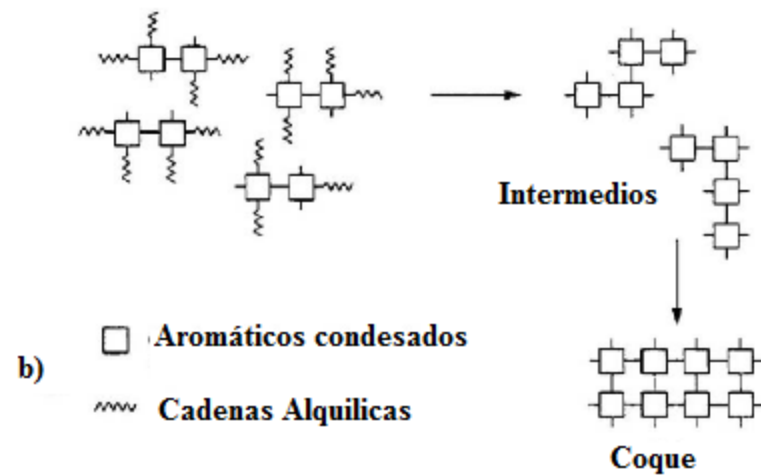 Intermedios
Aromáticos condesados
b)
Cadenas Alquilicas
Coque